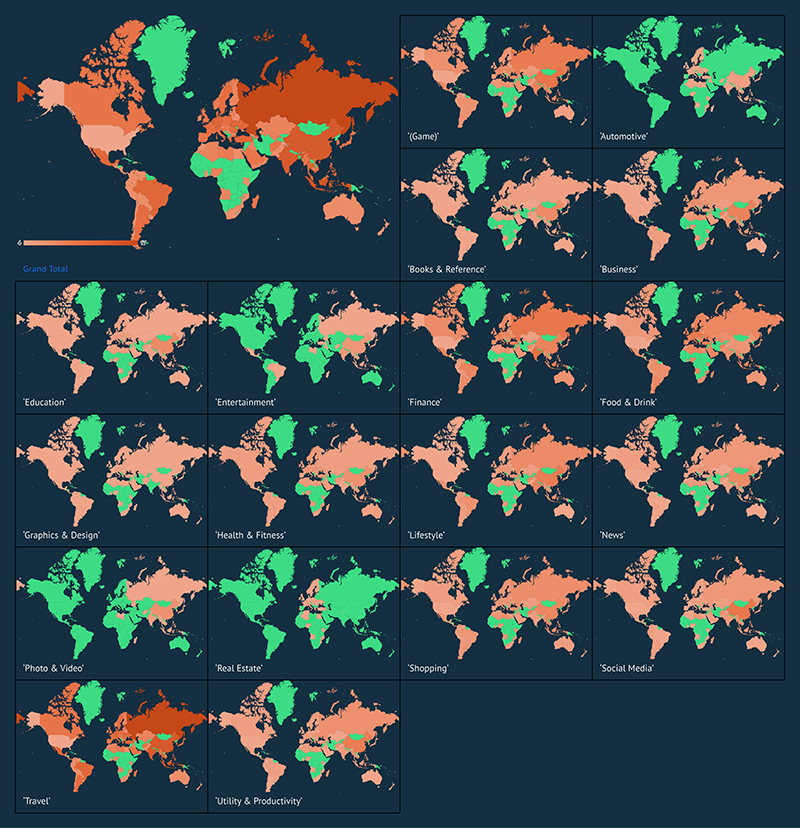 '(Game)'
'Automotive'
Grand Total
'Books & Reference'
'Business'
'Education'
'Entertainment'
'Finance'
'Food & Drink'
'Graphics & Design'
'Health & Fitness'
'Lifestyle'
'News'
'Photo & Video'
'Real Estate'
'Shopping'
'Social Media'
'Travel'
'Utility & Productivity'